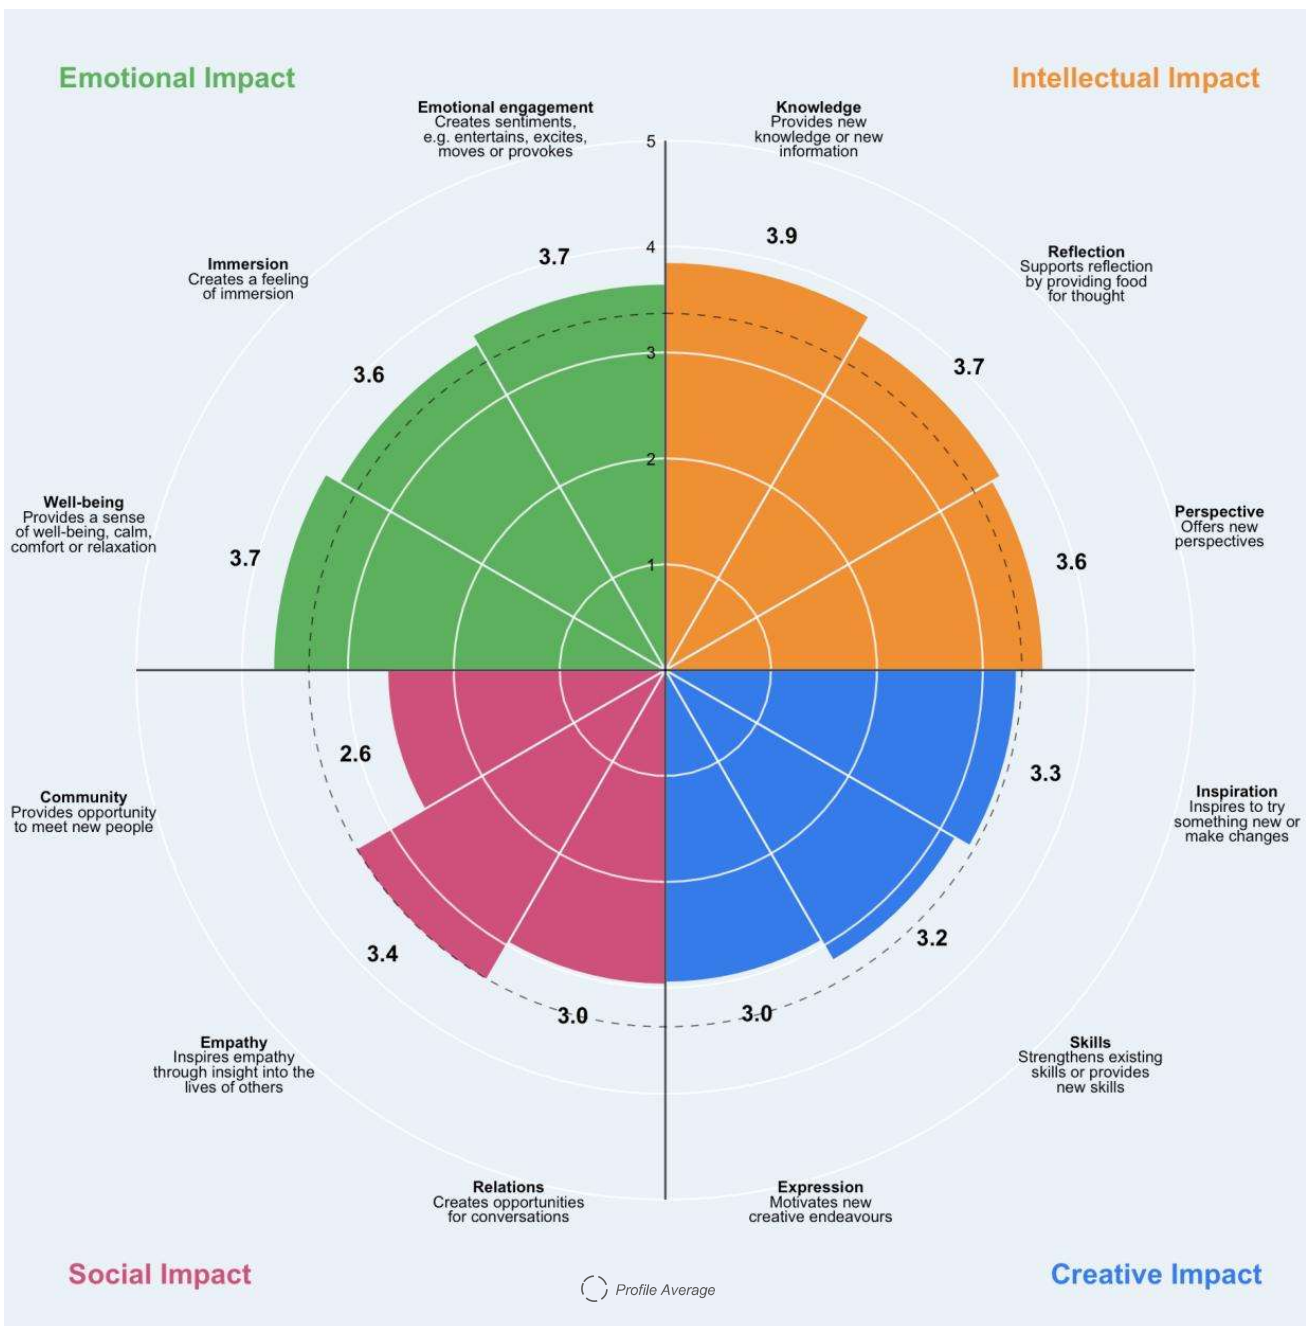 Emotional Impact
Intellectual Impact
Emotional engagement
Creates sentiments,
e.g. entertains, excites,
moves or provokes
Knowledge
Provides new
knowledge or new
information
5
4
3
2
1
3.9
3.7
Immersion
Creates a feeling
of immersion
Reflection
Supports reflection
by providing food
for thought
3.6
3.7
Well-being
Provides a sense
of well-being, calm,
comfort or relaxation
3.7
Perspective
Offers new
perspectives
3.6
2.6
Community
Provides opportunity
to meet new people
3.3
Inspiration
Inspires to try
something new or
make changes
3.4
3.2
3.0
3.0
Empathy
Inspires empathy
through insight into the
lives of others
Skills
Strengthens existing
skills or provides
new skills
Relations
Creates opportunities
for conversations
Expression
Motivates new
creative endeavours
Social Impact
Creative Impact
Profile Average